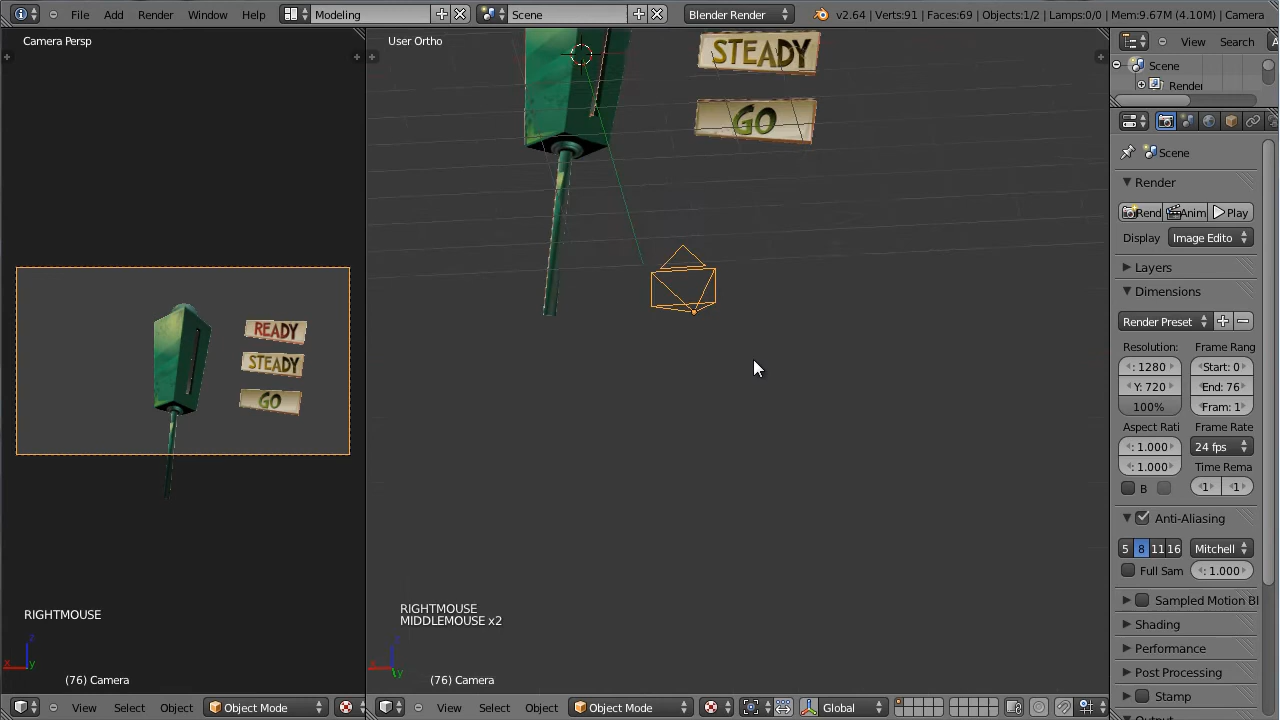 File Add Render Window Help Modeling Scene Blender Render v2.64 | Verts:91 | Faces:69 | Objects:1/2 | Lamps:0/0 | Mem:9.67M (4.10M) | Camera
Camera Persp
User Ortho
View Search
Scene
Render
STEADY
GO
READY
STEADY
GO
Scene
Render
Rend Anim Play
Display Image Edito
Layers
Dimensions
Render Preset
Resolution: Frame Rang
: 1280 Start: 0
Y: 720 End: 76
100% Fram: 1
Aspect Rati Frame Rate
: 1.000 24 fps
: 1.000 Time Rema
B 1 1
Anti-Aliasing
5 8 11 16 Mitchell
Full Sam : 1.000
Sampled Motion Bl
Shading
Performance
Post Processing
Stamp
RIGHTMOUSE
RIGHTMOUSE
MIDDLEMOUSE x2
z
x y
x y
(76) Camera
(76) Camera
View Select Object Object Mode
View Select Object Object Mode Global